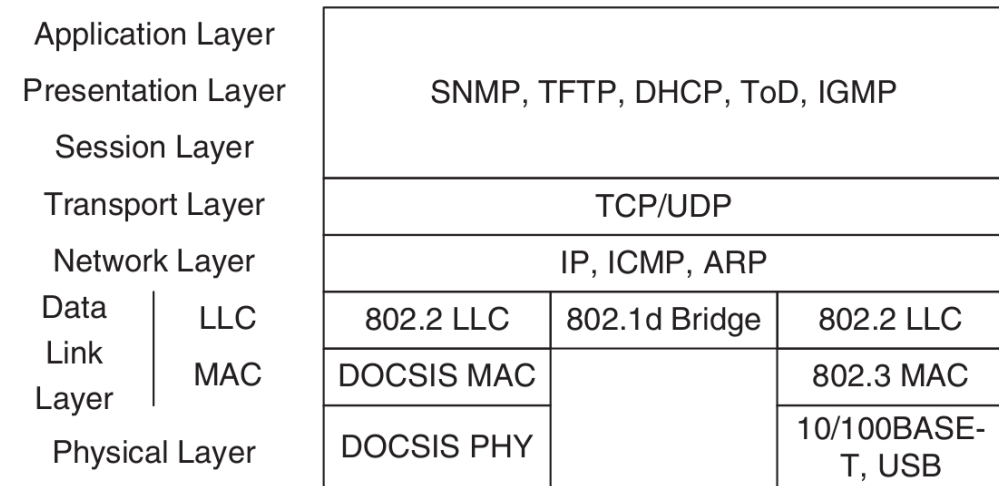 Application Layer
Presentation Layer
SNMP, TFTP, DHCP, ToD, IGMP
Session Layer
Transport Layer
TCP/UDP
Network Layer
IP, ICMP, ARP
Data
Link
Layer
LLC
802.2 LLC
802.1d Bridge
802.2 LLC
MAC
DOCSIS MAC
802.3 MAC
Physical Layer
DOCSIS PHY
10/100BASE-
T, USB